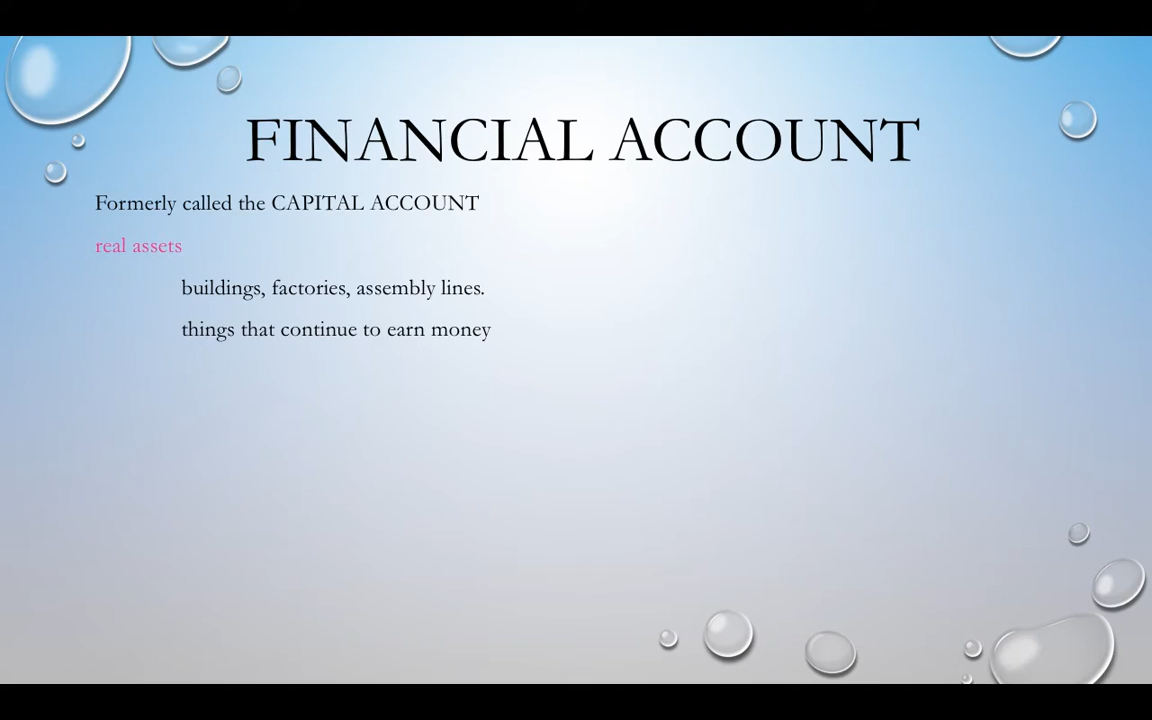 FINANCIAL ACCOUNT
Formerly called the CAPITAL ACCOUNT
real assets
buildings, factories, assembly lines.
things that continue to earn money